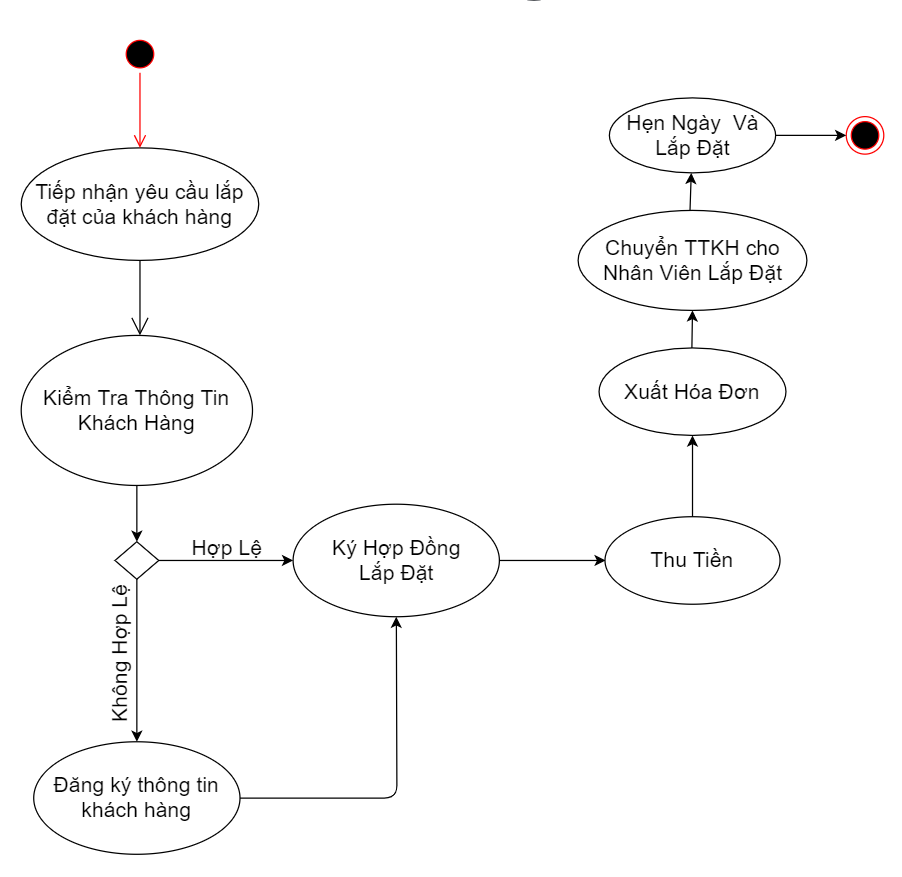 Tiếp nhận yêu cầu lắp
đặt của khách hàng
Kiểm Tra Thông Tin
Khách Hàng
Hợp Lệ
Không Hợp Lệ
Đăng ký thông tin
khách hàng
Ký Hợp Đồng
Lắp Đặt
Thu Tiền
Xuất Hóa Đơn
Chuyển TTKH cho
Nhân Viên Lắp Đặt
Hẹn Ngày Và
Lắp Đặt